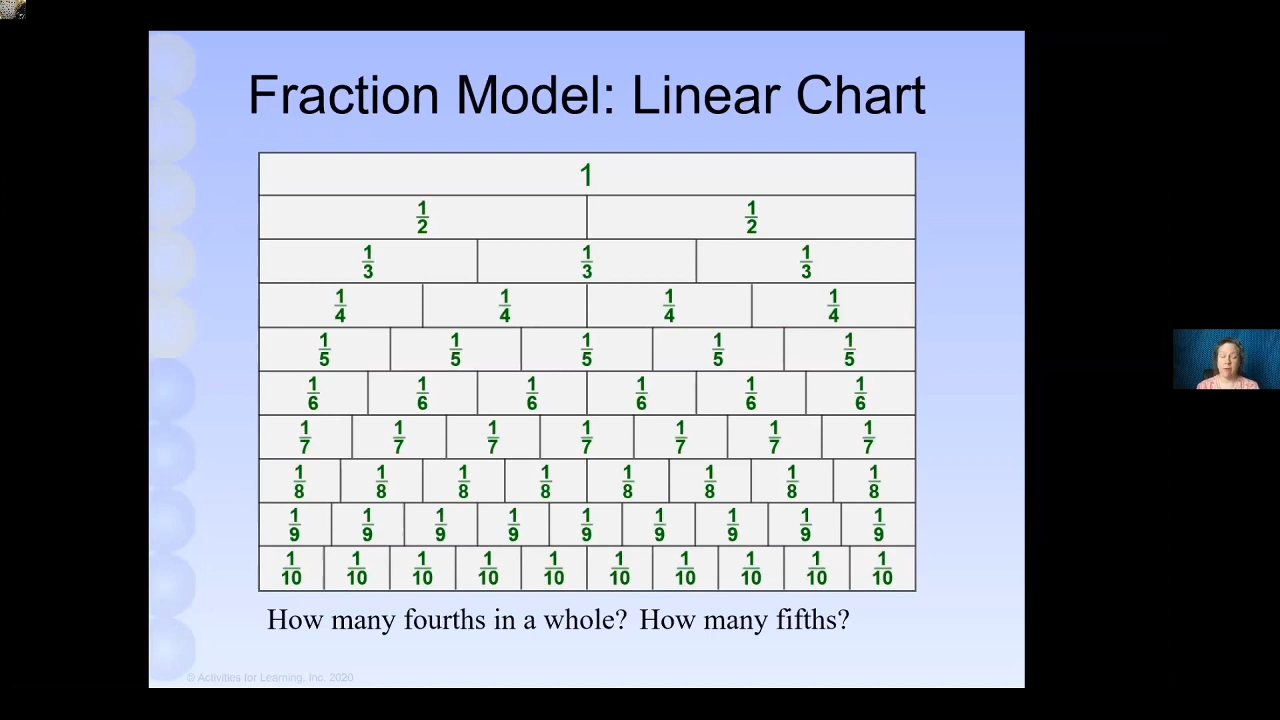 Fraction Model: Linear Chart
1
1/2 1/2
1/3 1/3 1/3
1/4 1/4 1/4 1/4
1/5 1/5 1/5 1/5 1/5
1/6 1/6 1/6 1/6 1/6 1/6
1/7 1/7 1/7 1/7 1/7 1/7 1/7
1/8 1/8 1/8 1/8 1/8 1/8 1/8 1/8
1/9 1/9 1/9 1/9 1/9 1/9 1/9 1/9 1/9
1/10 1/10 1/10 1/10 1/10 1/10 1/10 1/10 1/10 1/10
How many fourths in a whole? How many fifths?
© Activities for Learning, Inc. 2020